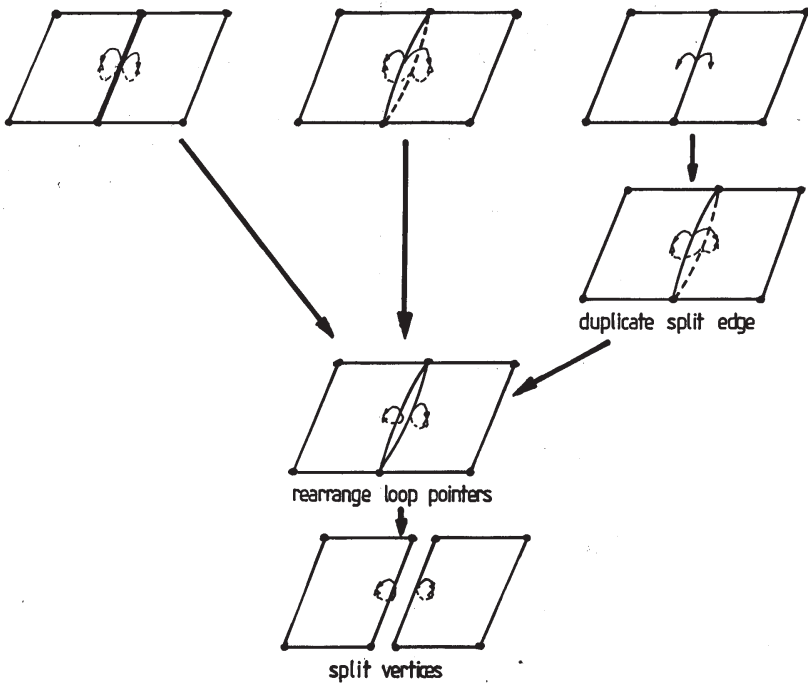 duplicate split edge
rearrange loop pointers
split vertices